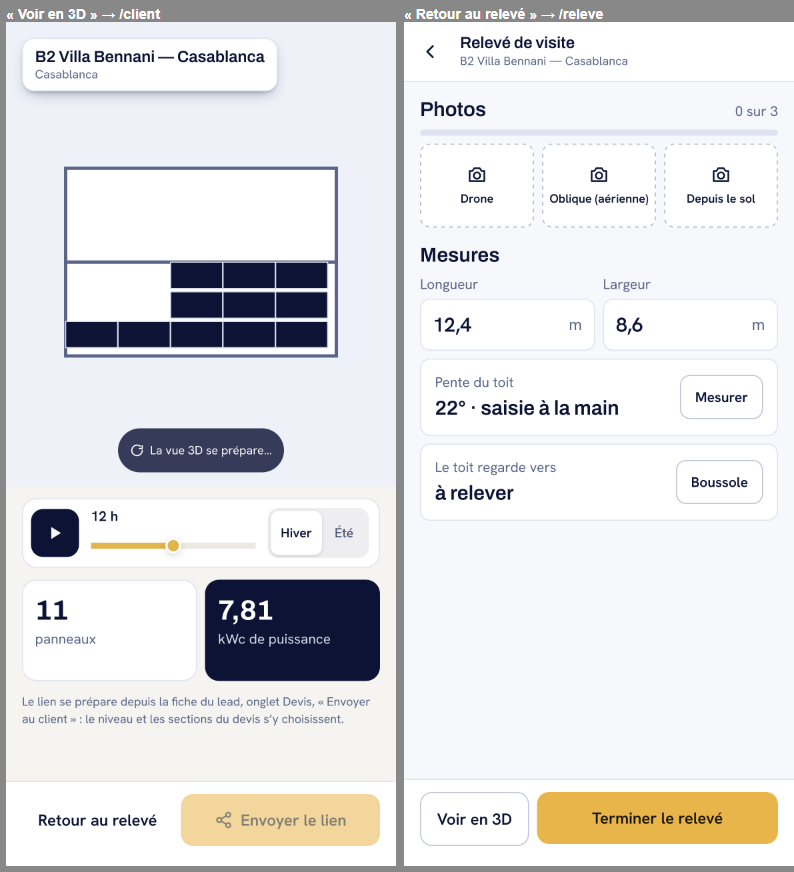 « Voir en 3D » → /client
B2 Villa Bennani — Casablanca
Casablanca
La vue 3D se prépare...
12 h
Hiver
Été
11
panneaux
7,81
kWc de puissance
Le lien se prépare depuis la fiche du lead, onglet Devis, « Envoyer
au client » : le niveau et les sections du devis s’y choisissent.
Retour au relevé
Envoyer le lien
« Retour au relevé » → /releve
Relevé de visite
B2 Villa Bennani — Casablanca
Photos
0 sur 3
Drone
Oblique (aérienne)
Depuis le sol
Mesures
Longueur
Largeur
12,4 m
8,6 m
Pente du toit
22° · saisie à la main
Mesurer
Le toit regarde vers
à relever
Boussole
Voir en 3D
Terminer le relevé